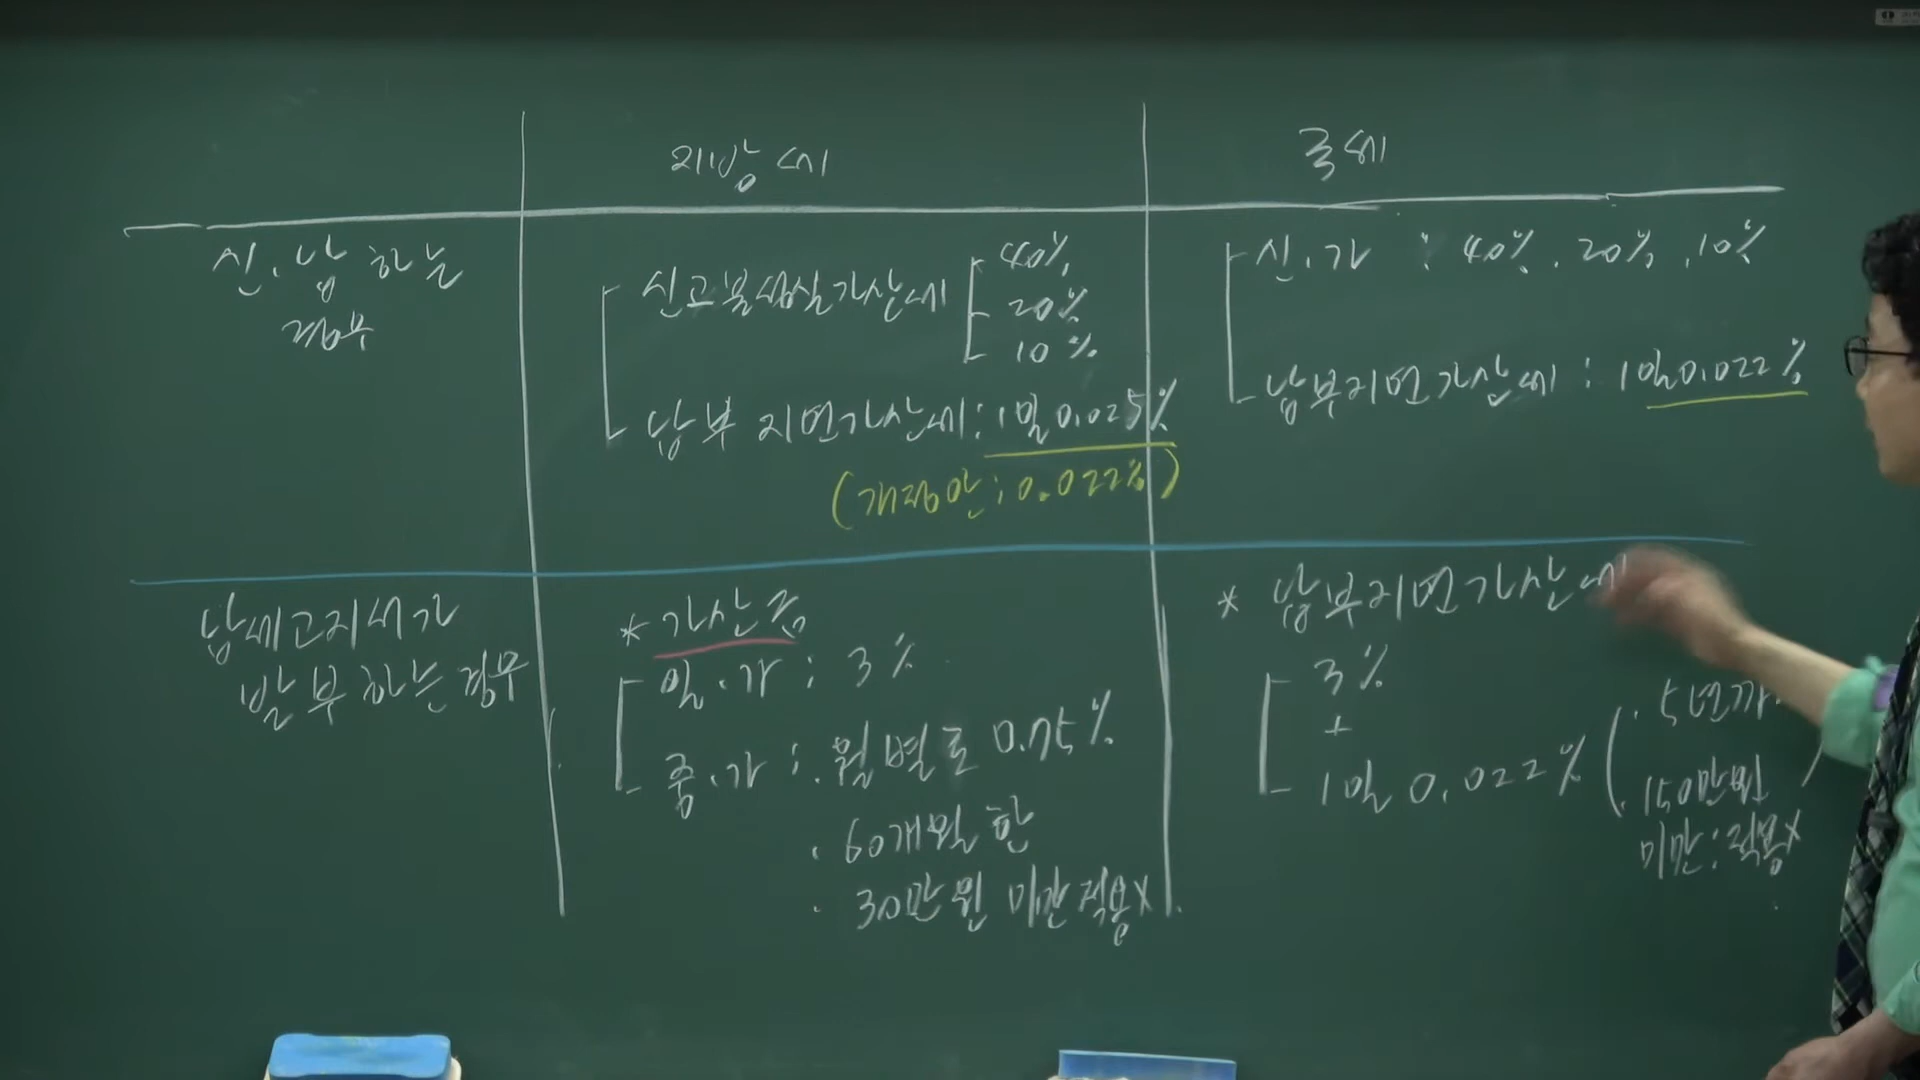 지방세
국세
신.납 하는
경우
신고불성실가산세
40%
20%
10%
납부 지연가산세 : 1일 0.025%
(개정안 : 0.022%)
신.가 : 40%. 20%. 10%
납부지연가산세 : 1일 0.022%
납세고지서가
발부하는 경우
* 가산금
일.가 : 3%
중.가 : . 월별로 0.75%
. 60개월 한
. 30만원 미만 적용X
* 납부지연가산세
3%
+
1일 0.022%
. 5년까
. 150만원
미만 : 적용X